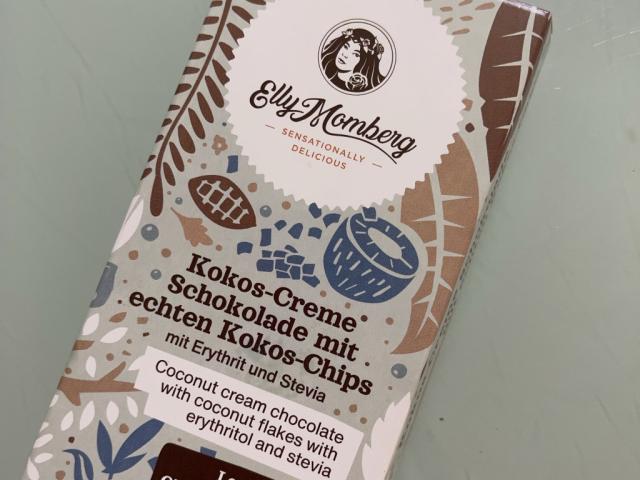 Elly Momberg
SENSATIONALLY
DELICIOUS
Kokos-Creme
Schokolade mit
echten Kokos-Chips
mit Erythrit und Stevia
Coconut cream chocolate
with coconut flakes with
erythritol and stevia